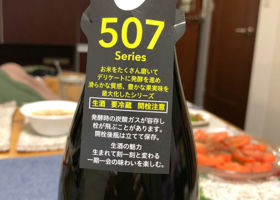 507
Series
お米をたくさん磨いて
デリケートに発酵を進め
滑らかな質感、豊かな果実味を
最大化したシリーズ
生酒 要冷蔵 開栓注意
発酵時の炭酸ガスが容存し
栓が飛ぶことがあります。
開栓後瓶は立てて保存。
生酒の魅力
生まれて刻一刻と変わる
一期一会の味わいを楽しむ。